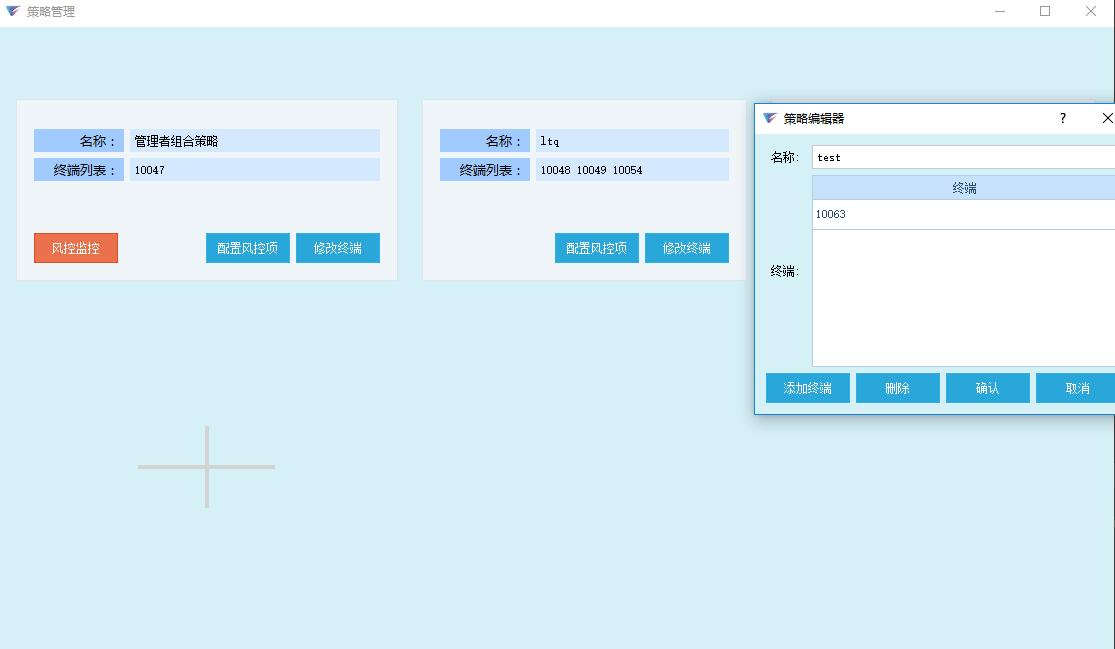 策略管理
名称：
管理者组合策略
终端列表：
10047
风控监控
配置风控项
修改终端
名称：
ltq
终端列表：
10048 10049 10054
配置风控项
修改终端
策略编辑器
?
名称:
test
终端
10063
终端:
添加终端
删除
确认
取消